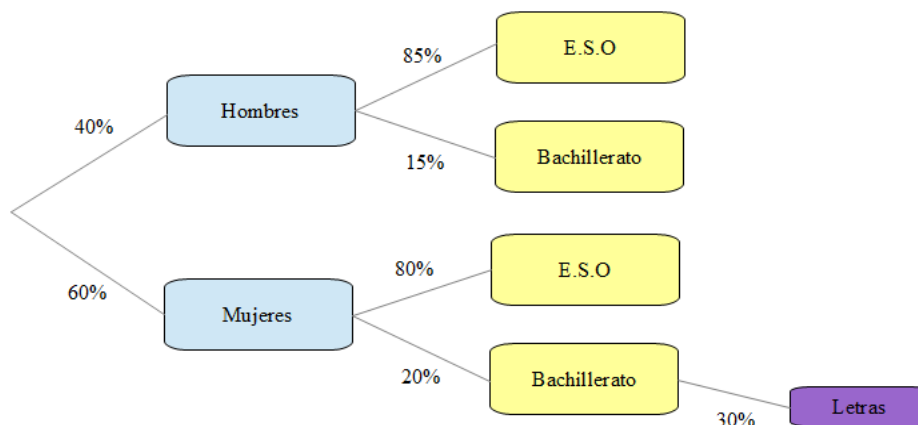 E.S.O
85%
Hombres
40%
15%
Bachillerato
E.S.O
80%
60%
Mujeres
20%
Bachillerato
30%
Letras